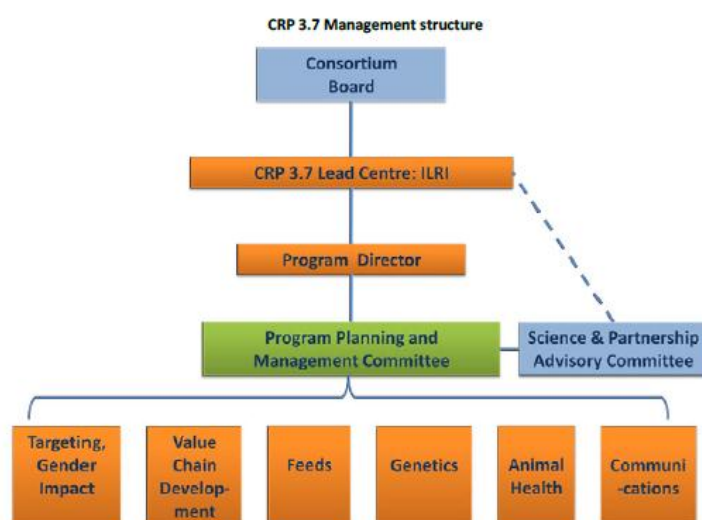 CRP 3.7 Management structure
Consortium
Board
CRP 3.7 Lead Centre: ILRI
Program Director
Program Planning and
Management Committee
Science & Partnership
Advisory Committee
Targeting,
Gender
Impact
Value
Chain
Develop-
ment
Feeds
Genetics
Animal
Health
Communi
-cations